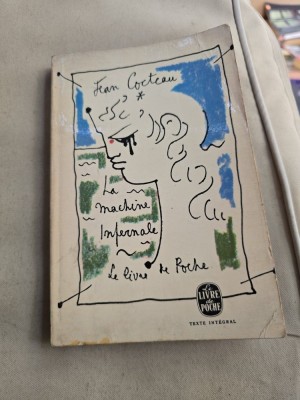 Jean Cocteau
*
La
machine
Infernale
Le livre de Poche
Le
LIVRE
de
POCHE
TEXTE INTÉGRAL